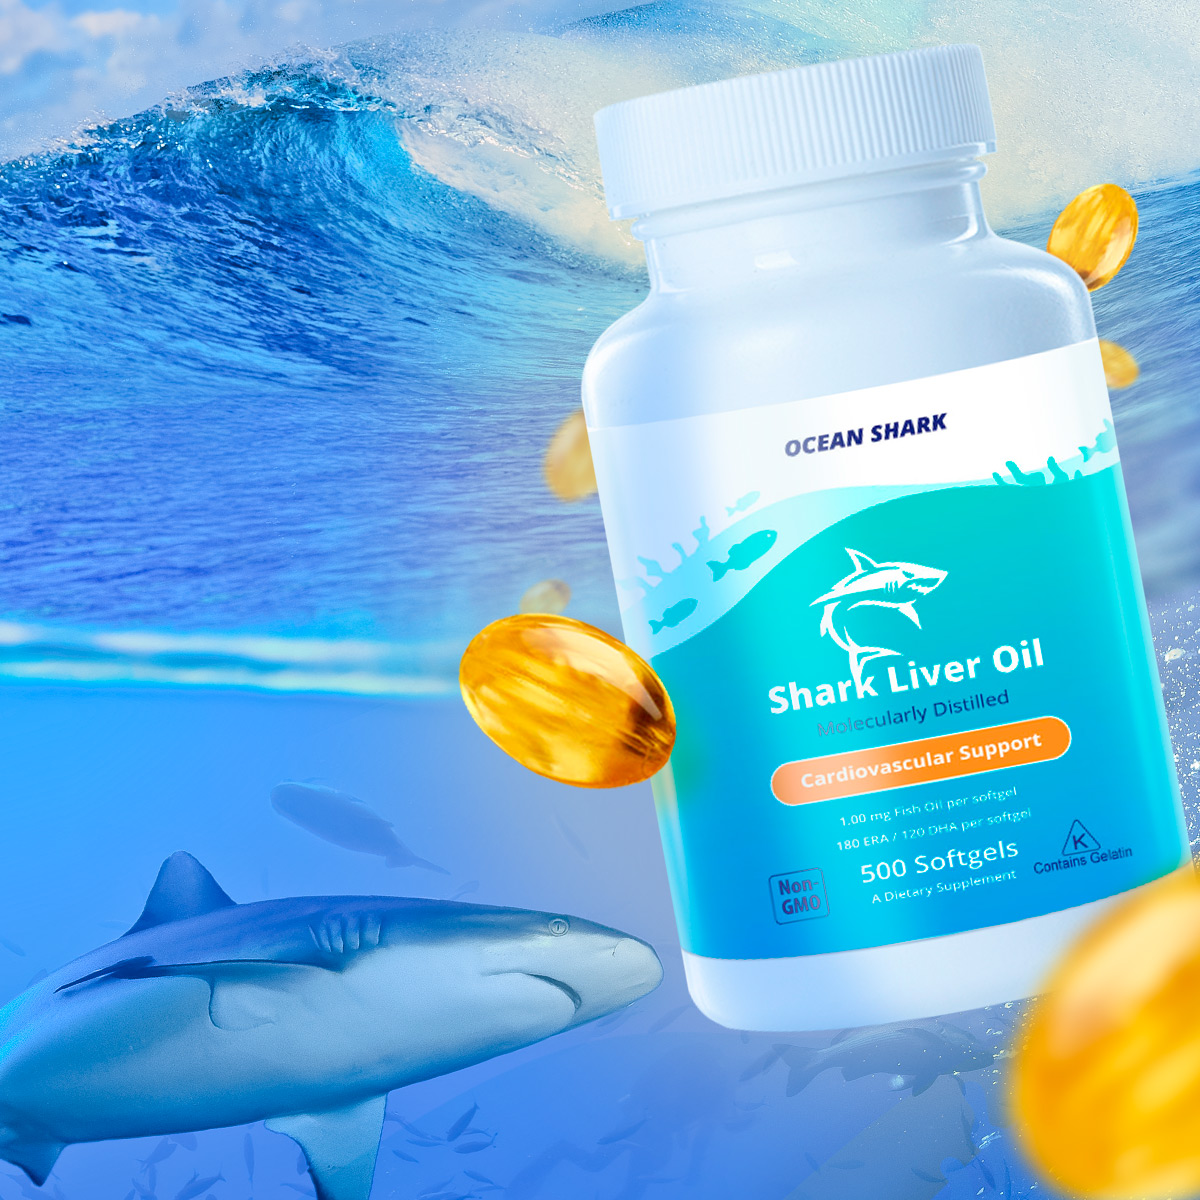 OCEAN SHARK
Shark Liver Oil
Molecularly Distilled
Cardiovascular Support
1.00 mg Fish Oil per softgel
180 ERA / 120 DHA per softgel
500 Softgels
A Dietary Supplement
Non-
GMO
K
Contains Gelatin